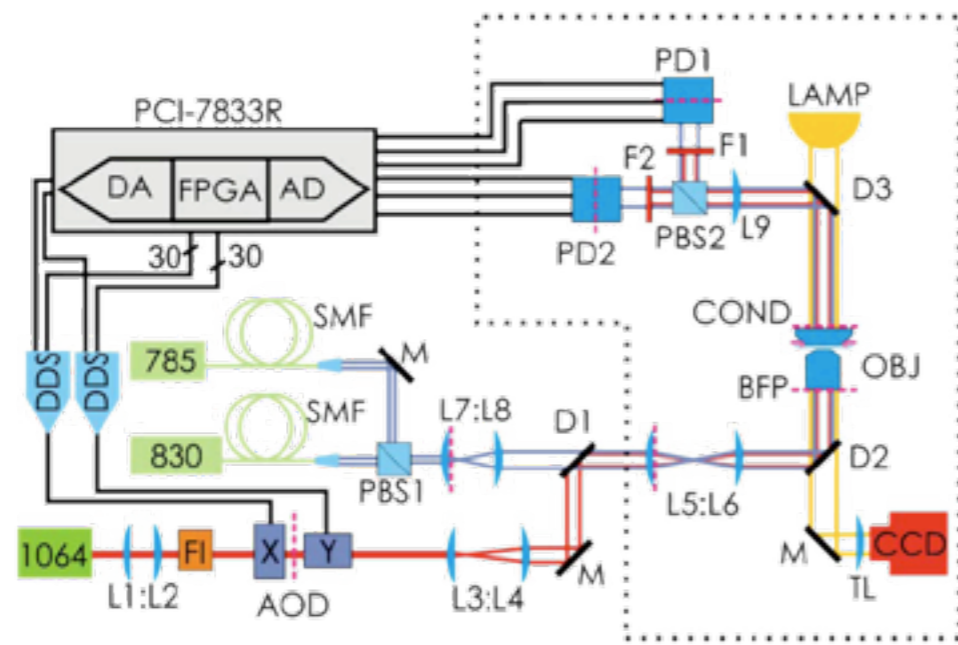 PD1
LAMP
PCI-7833R
F2
F1
DA
FPGA
AD
D3
PD2
PBS2
L9
30
30
SMF
COND
DDS
DDS
785
M
OBJ
BFP
SMF
L7:L8
D1
830
PBS1
D2
L5:L6
1064
FI
X
Y
M
CCD
L1:L2
AOD
L3:L4
M
TL